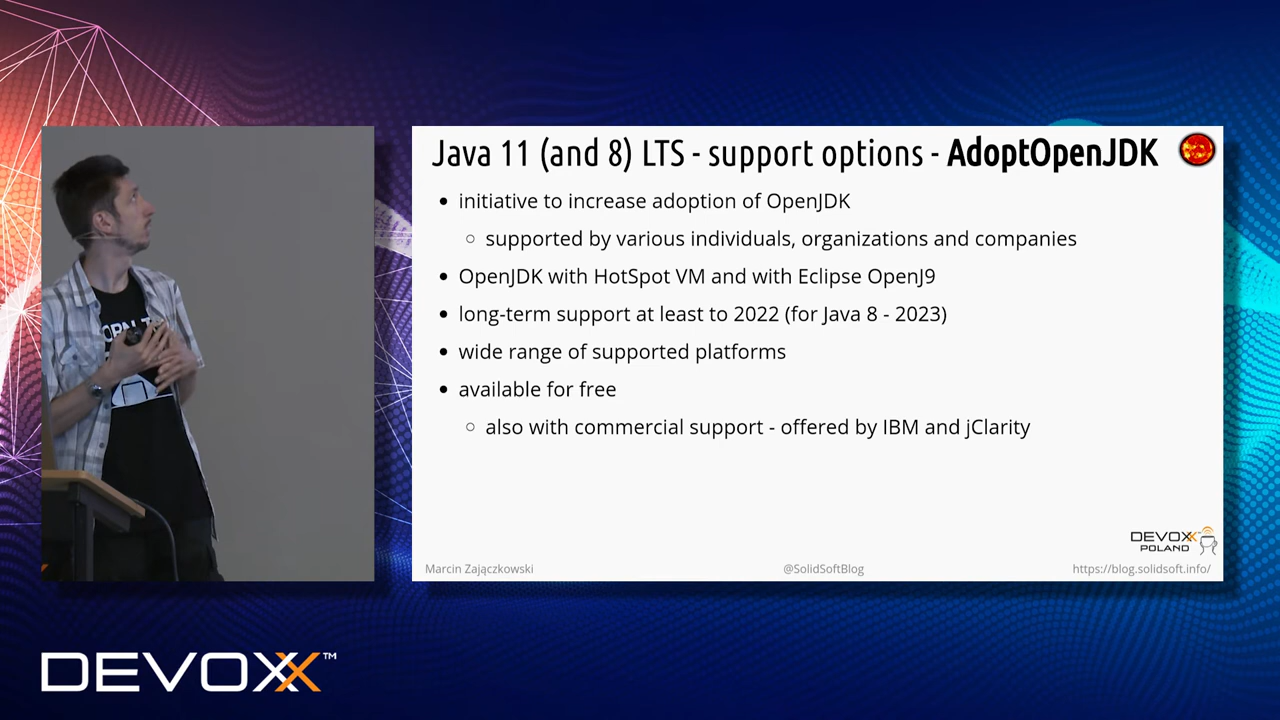 Java 11 (and 8) LTS - support options - AdoptOpenJDK
• initiative to increase adoption of OpenJDK
○ supported by various individuals, organizations and companies
• OpenJDK with HotSpot VM and with Eclipse OpenJ9
• long-term support at least to 2022 (for Java 8 - 2023)
• wide range of supported platforms
• available for free
○ also with commercial support - offered by IBM and jClarity
DEVOXX
POLAND
Marcin Zajączkowski
@SolidSoftBlog
https://blog.solidsoft.info/
DEVOXX™